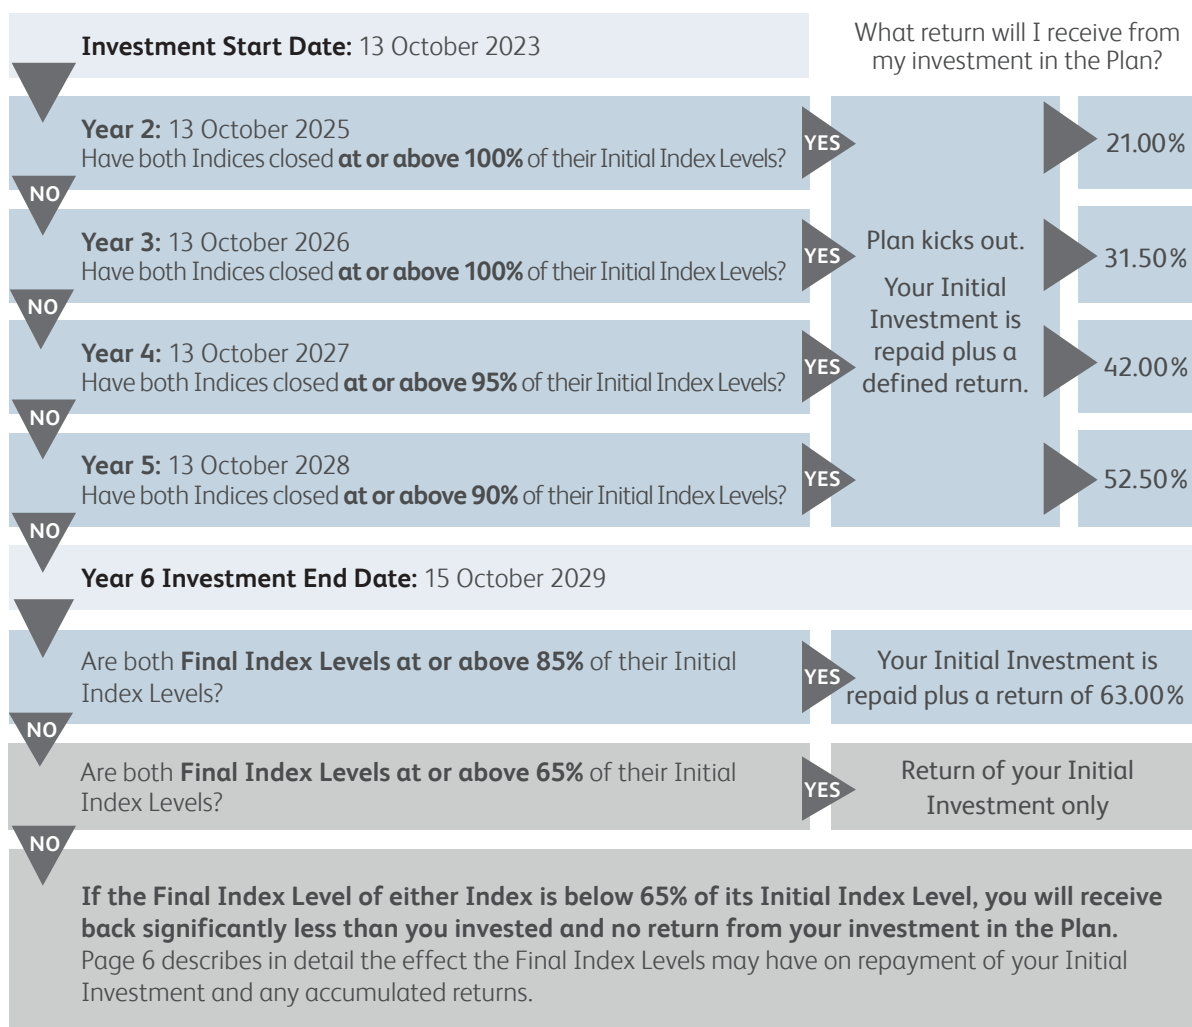 Investment Start Date: 13 October 2023
What return will I receive from
my investment in the Plan?
Year 2: 13 October 2025
Have both Indices closed at or above 100% of their Initial Index Levels?
YES
21.00%
NO
Year 3: 13 October 2026
Have both Indices closed at or above 100% of their Initial Index Levels?
YES
Plan kicks out.
Your Initial
Investment is
repaid plus a
defined return.
31.50%
NO
Year 4: 13 October 2027
Have both Indices closed at or above 95% of their Initial Index Levels?
YES
42.00%
NO
Year 5: 13 October 2028
Have both Indices closed at or above 90% of their Initial Index Levels?
YES
52.50%
NO
Year 6 Investment End Date: 15 October 2029
Are both Final Index Levels at or above 85% of their Initial
Index Levels?
YES
Your Initial Investment is
repaid plus a return of 63.00%
NO
Are both Final Index Levels at or above 65% of their Initial
Index Levels?
YES
Return of your Initial
Investment only
NO
If the Final Index Level of either Index is below 65% of its Initial Index Level, you will receive
back significantly less than you invested and no return from your investment in the Plan.
Page 6 describes in detail the effect the Final Index Levels may have on repayment of your Initial
Investment and any accumulated returns.